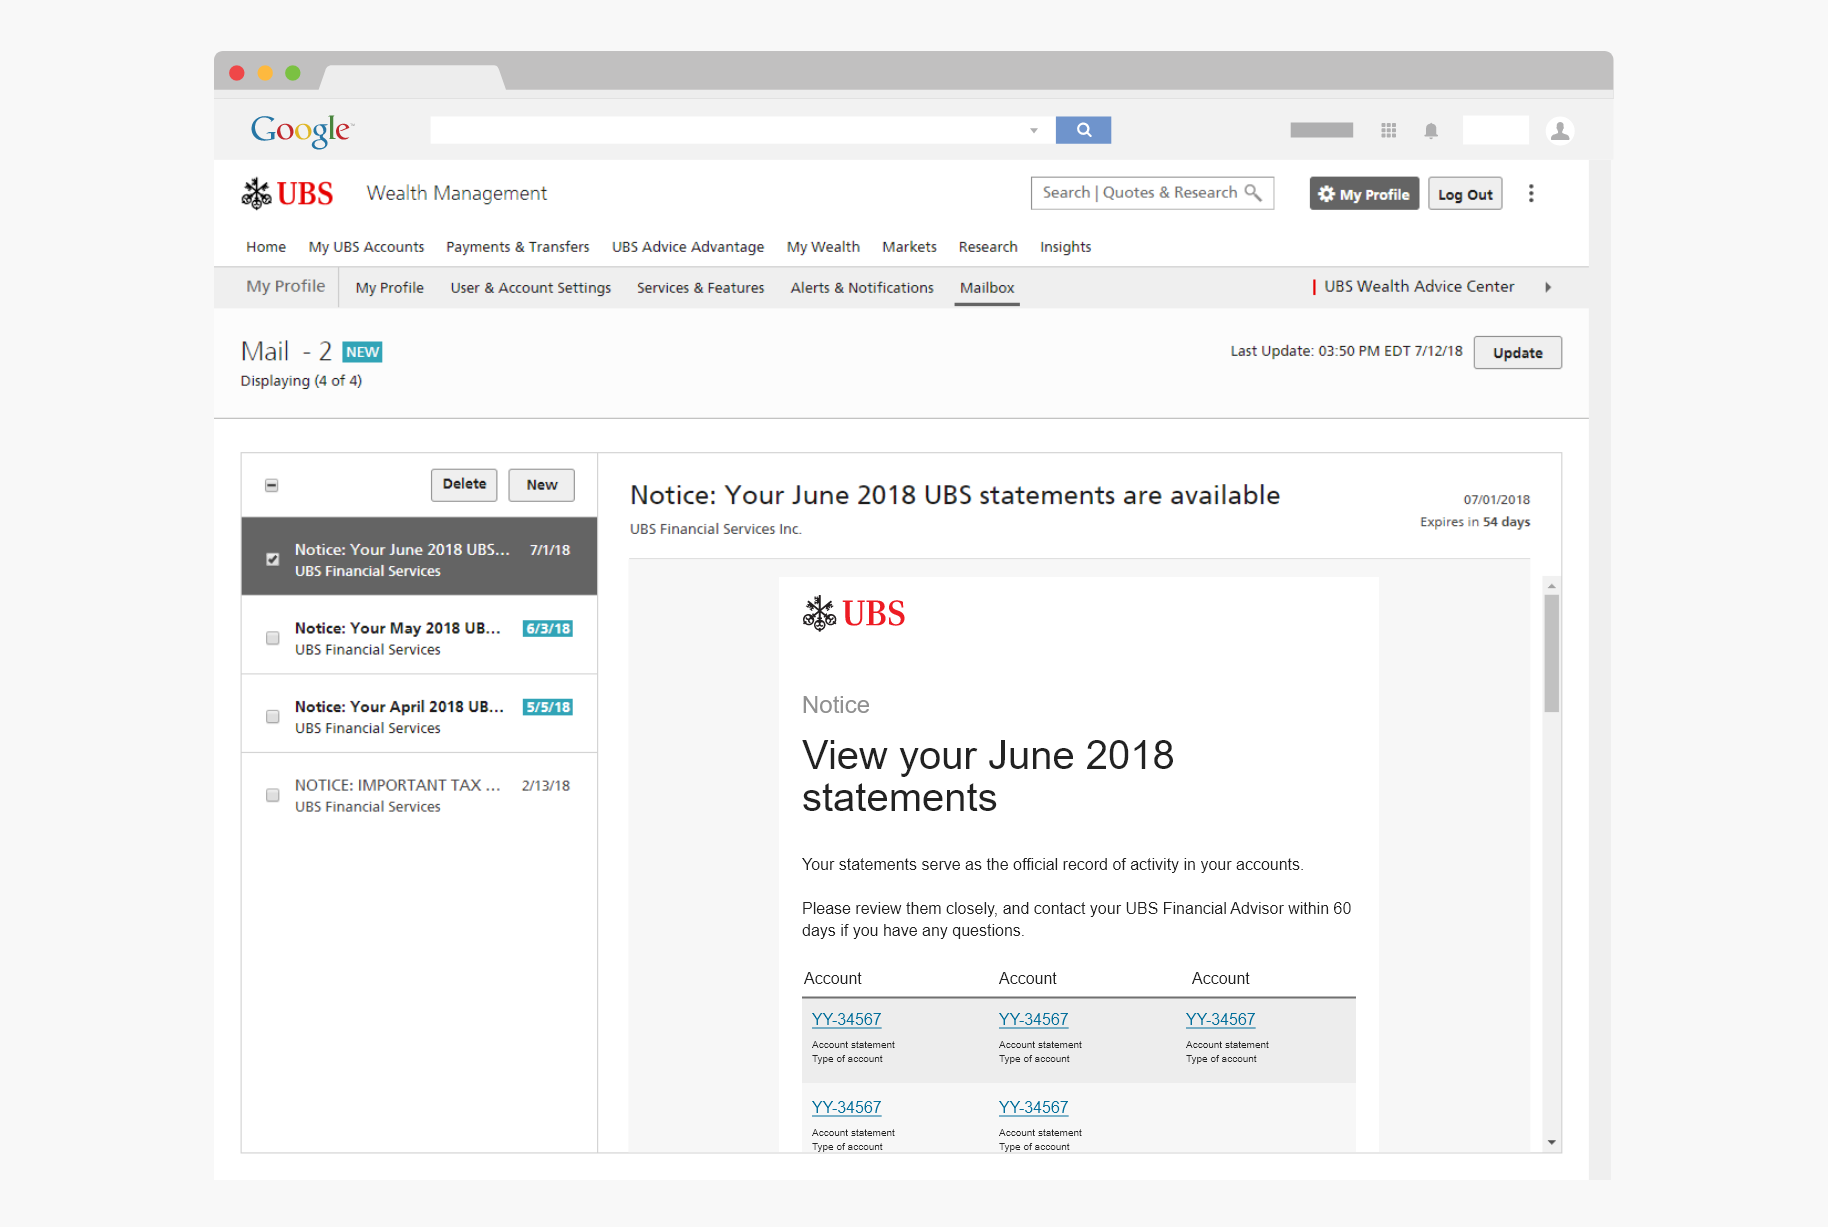 Google™
UBS Wealth Management
Search | Quotes & Research
My Profile
Log Out
Home My UBS Accounts Payments & Transfers UBS Advice Advantage My Wealth Markets Research Insights
My Profile My Profile User & Account Settings Services & Features Alerts & Notifications Mailbox
UBS Wealth Advice Center
Mail - 2 NEW
Displaying (4 of 4)
Last Update: 03:50 PM EDT 7/12/18
Update
Delete New
Notice: Your June 2018 UBS... 7/1/18
UBS Financial Services
Notice: Your May 2018 UB... 6/3/18
UBS Financial Services
Notice: Your April 2018 UB... 5/5/18
UBS Financial Services
NOTICE: IMPORTANT TAX ... 2/13/18
UBS Financial Services
Notice: Your June 2018 UBS statements are available
07/01/2018
UBS Financial Services Inc.
Expires in 54 days
UBS
Notice
View your June 2018
statements
Your statements serve as the official record of activity in your accounts.
Please review them closely, and contact your UBS Financial Advisor within 60
days if you have any questions.
Account Account Account
YY-34567 YY-34567 YY-34567
Account statement Account statement Account statement
Type of account Type of account Type of account
YY-34567 YY-34567
Account statement Account statement
Type of account Type of account